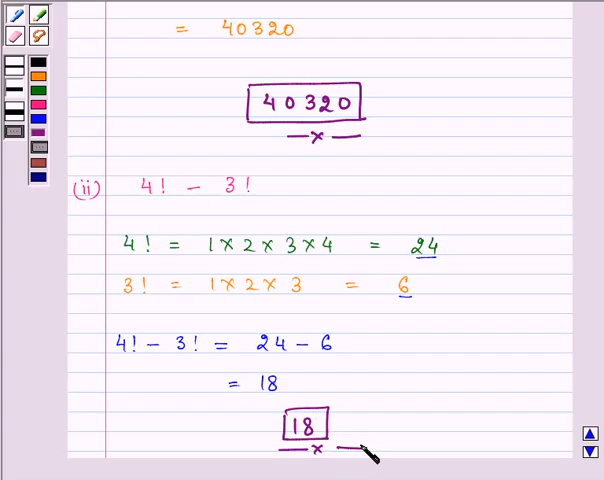 = 40320
40320
—x—
(ii) 4! - 3!
4! = 1 x 2 x 3 x 4 = 24
3! = 1 x 2 x 3 = 6
4! - 3! = 24 - 6
= 18
18
—x—